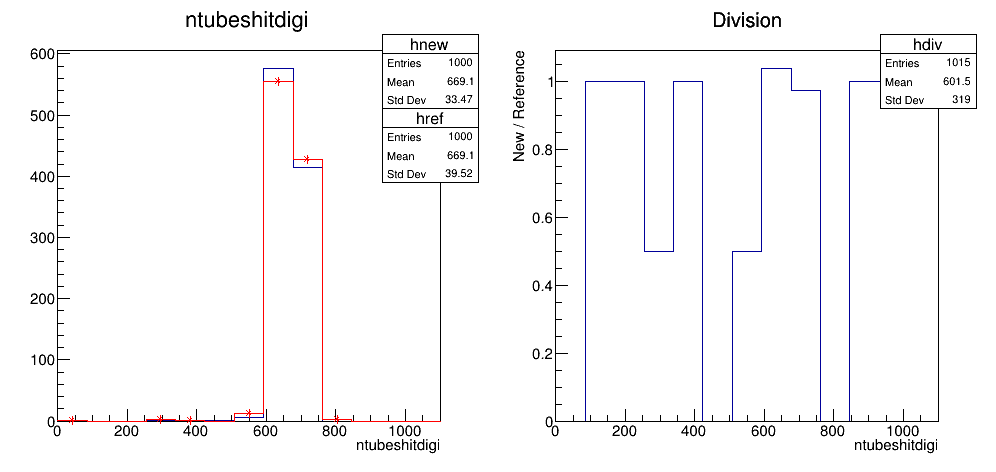 ntubeshitdigi
hnew
Entries 1000
Mean 669.1
Std Dev 33.47
href
Entries 1000
Mean 669.1
Std Dev 39.52
600
500
400
300
200
100
0
0 200 400 600 800 1000
ntubeshitdigi
Division
hdiv
Entries 1015
Mean 601.5
Std Dev 319
New / Reference
1
0.8
0.6
0.4
0.2
0
0 200 400 600 800 1000
ntubeshitdigi